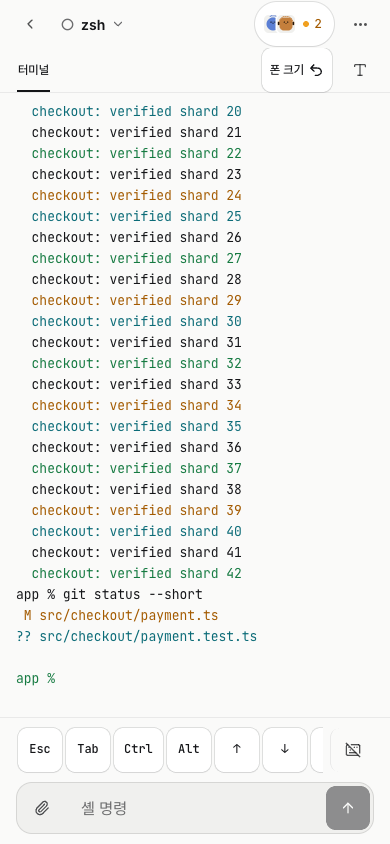 zsh
2
터미널
폰 크기
checkout: verified shard 20
checkout: verified shard 21
checkout: verified shard 22
checkout: verified shard 23
checkout: verified shard 24
checkout: verified shard 25
checkout: verified shard 26
checkout: verified shard 27
checkout: verified shard 28
checkout: verified shard 29
checkout: verified shard 30
checkout: verified shard 31
checkout: verified shard 32
checkout: verified shard 33
checkout: verified shard 34
checkout: verified shard 35
checkout: verified shard 36
checkout: verified shard 37
checkout: verified shard 38
checkout: verified shard 39
checkout: verified shard 40
checkout: verified shard 41
checkout: verified shard 42
app % git status --short
M src/checkout/payment.ts
?? src/checkout/payment.test.ts
app %
Esc Tab Ctrl Alt ↑ ↓
셸 명령